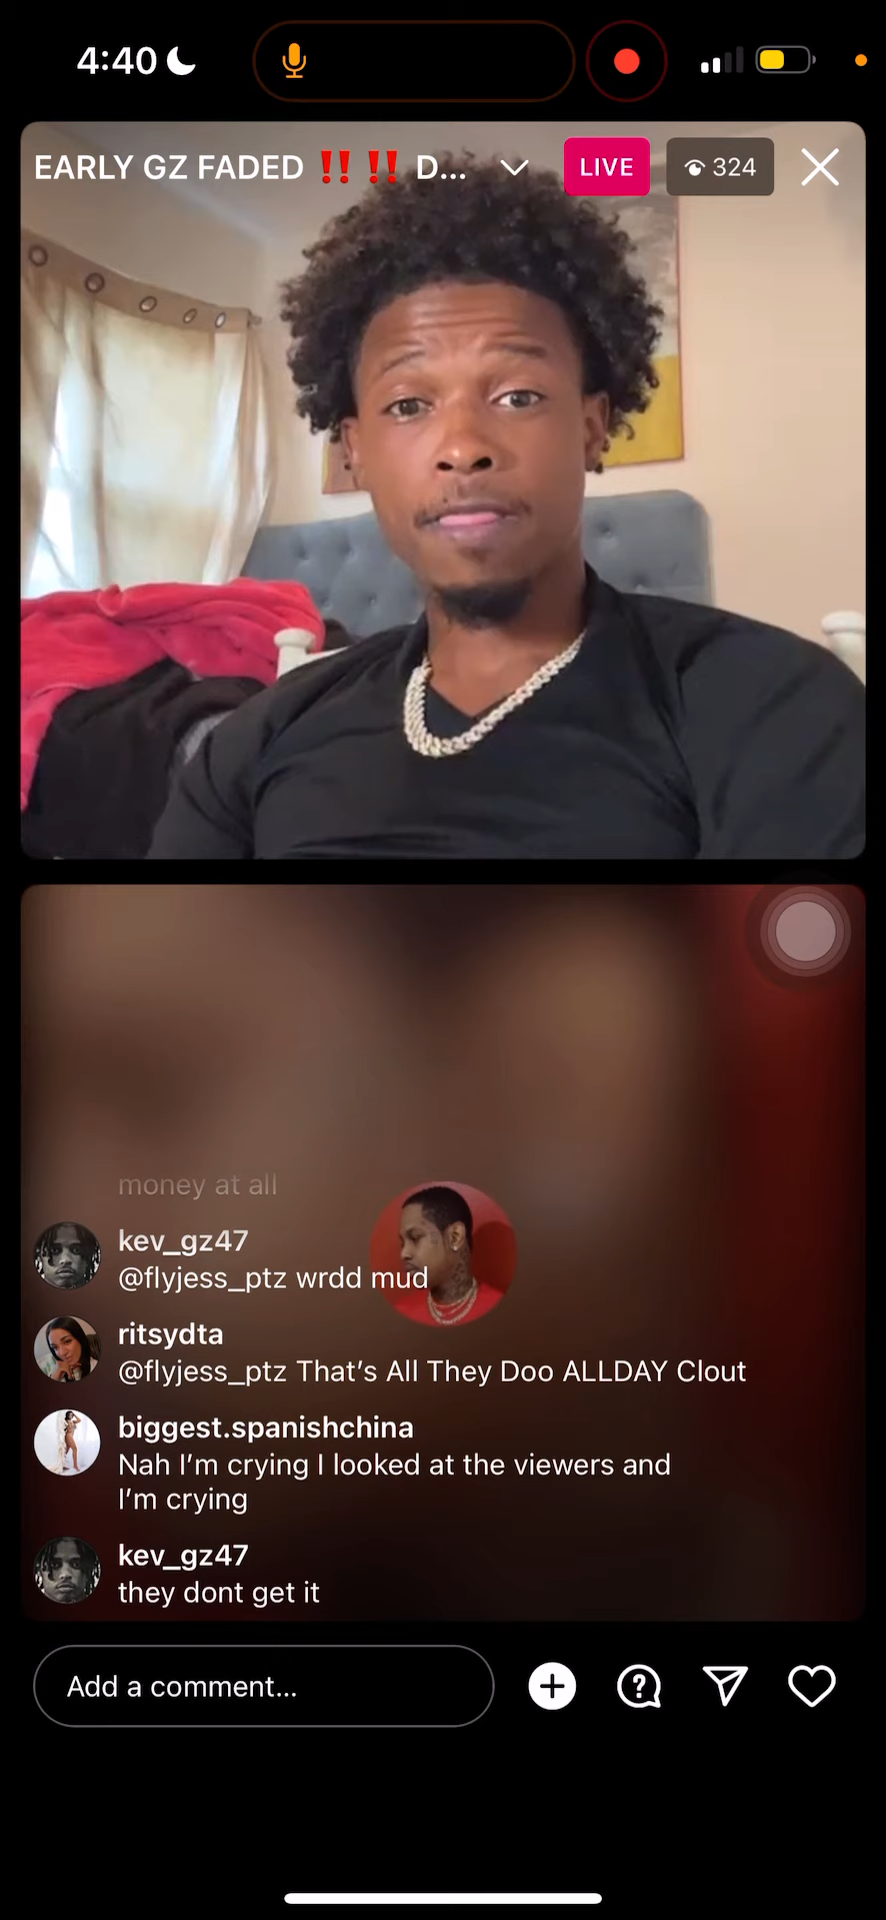 4:40
EARLY GZ FADED ‼️ ‼️ D...
LIVE
324
money at all
kev_gz47
@flyjess_ptz wrdd mud
ritsydta
@flyjess_ptz That's All They Doo ALLDAY Clout
biggest.spanishchina
Nah I'm crying I looked at the viewers and
I'm crying
kev_gz47
they dont get it
Add a comment...